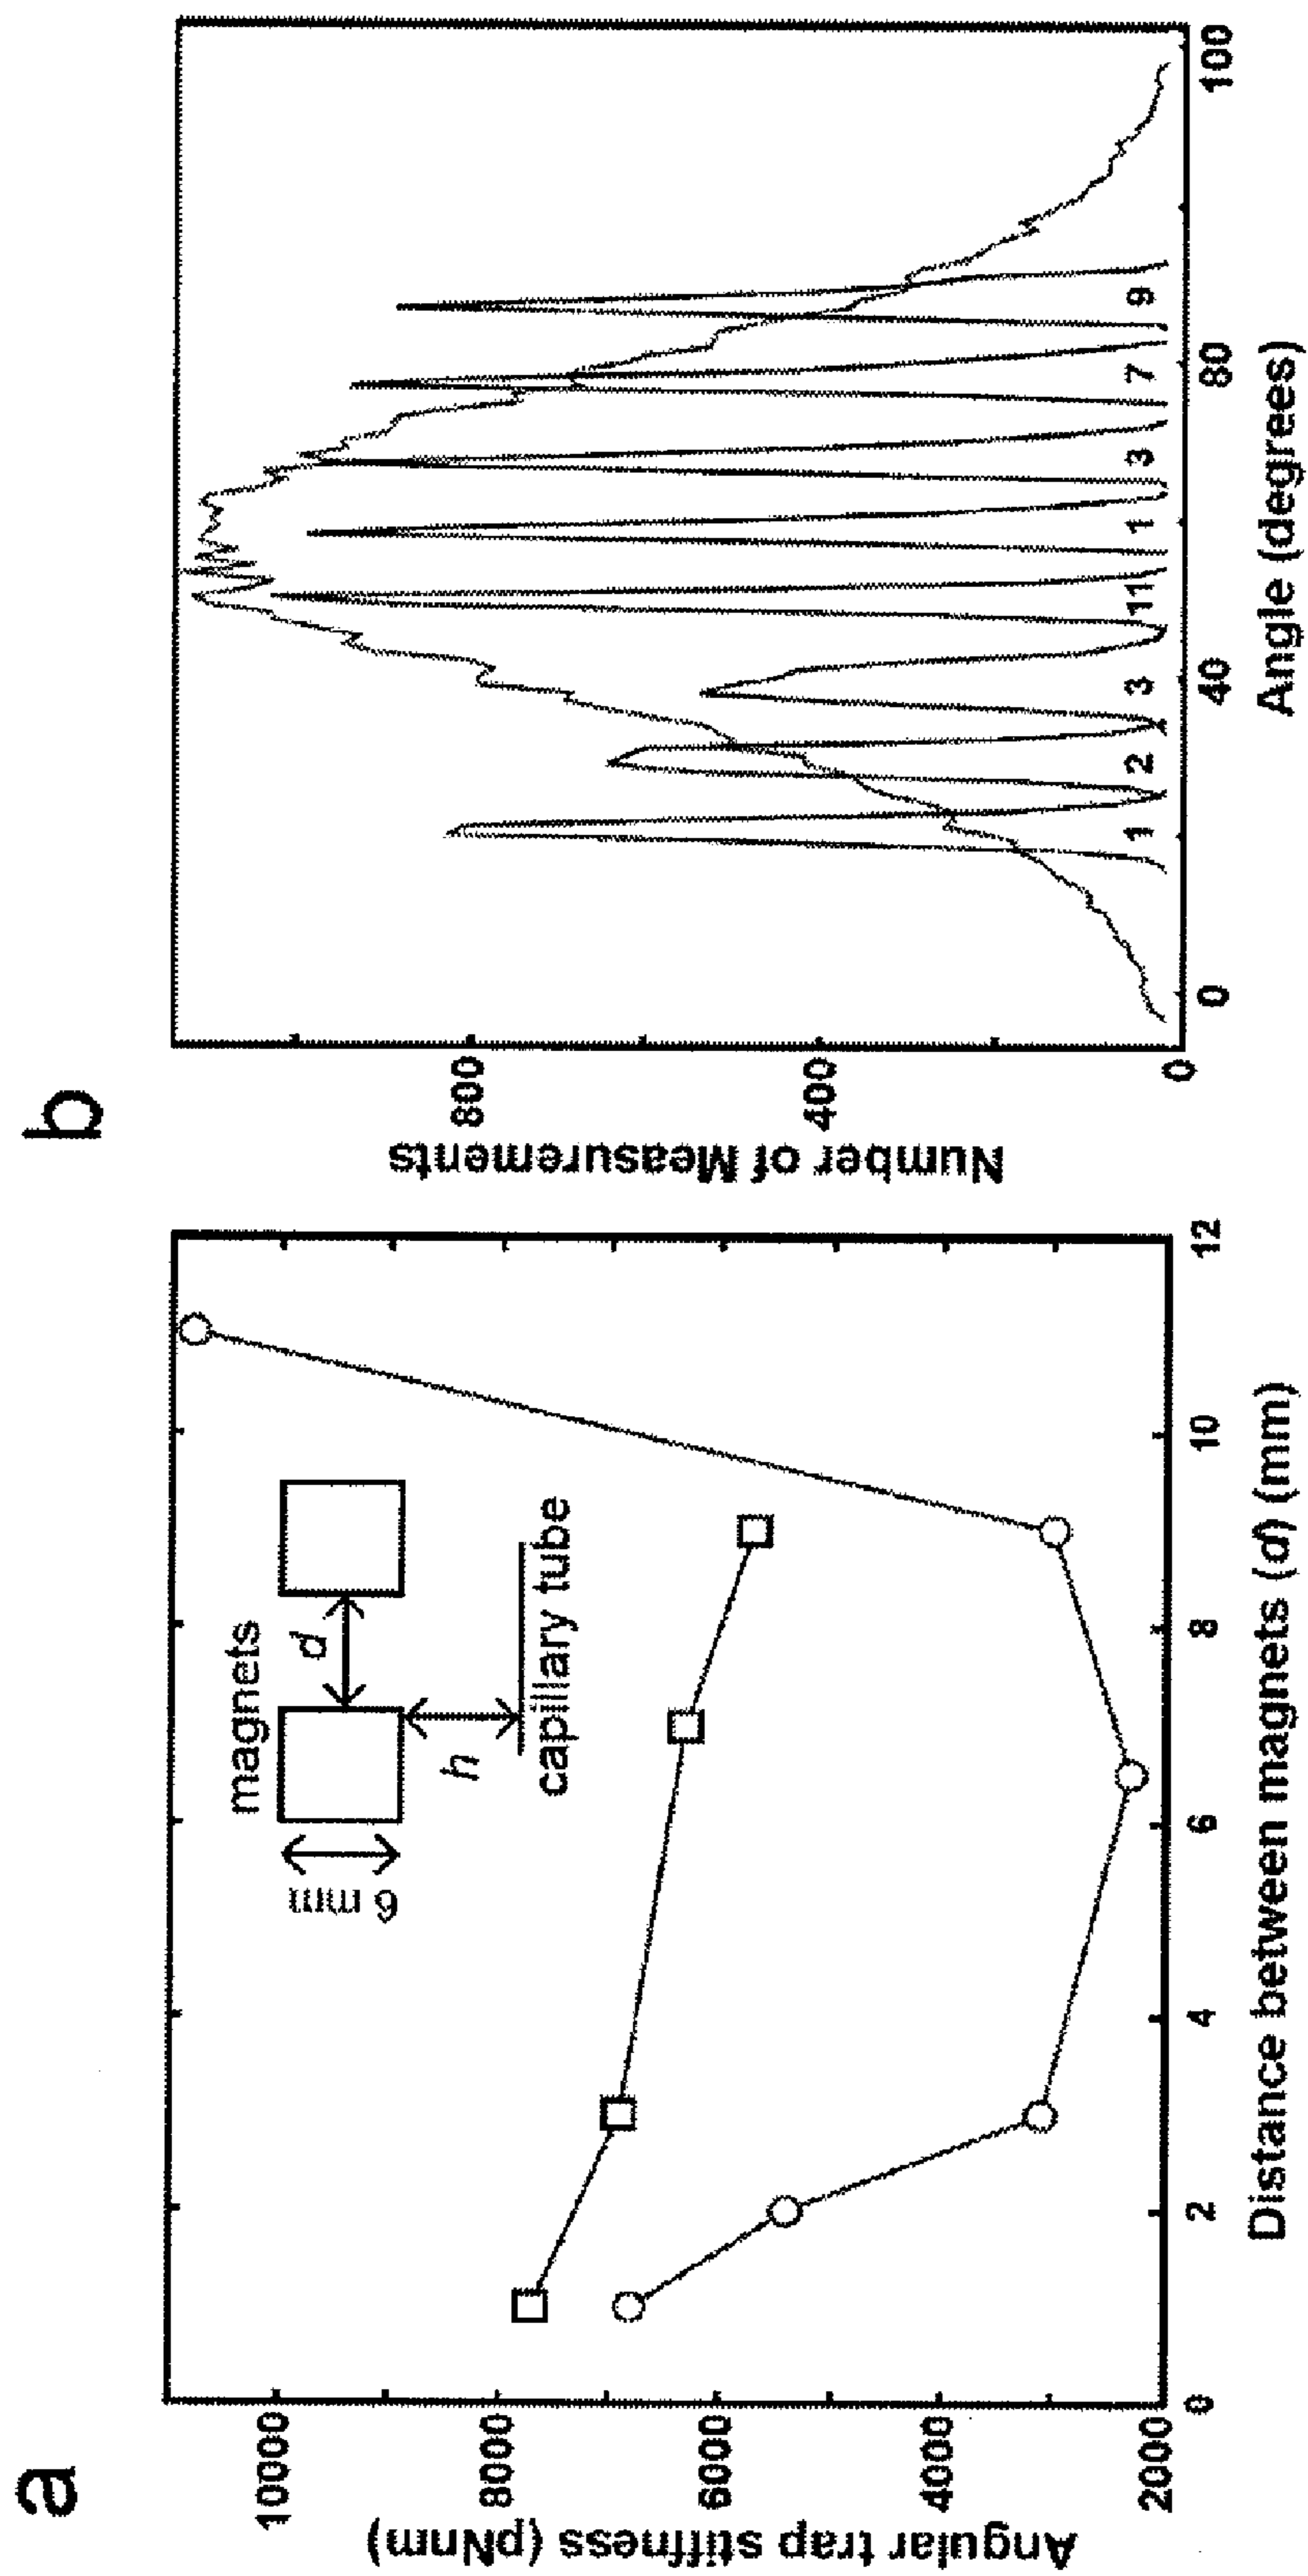 a
Angular trap stiffness (pNnm)
10000
8000
6000
4000
2000
0
2
4
6
8
10
12
Distance between magnets (d) (mm)
magnets
6 mm
d
h
capillary tube
b
Number of Measurements
800
400
0
0
40
80
100
Angle (degrees)
1
2
3
11
1
3
7
9